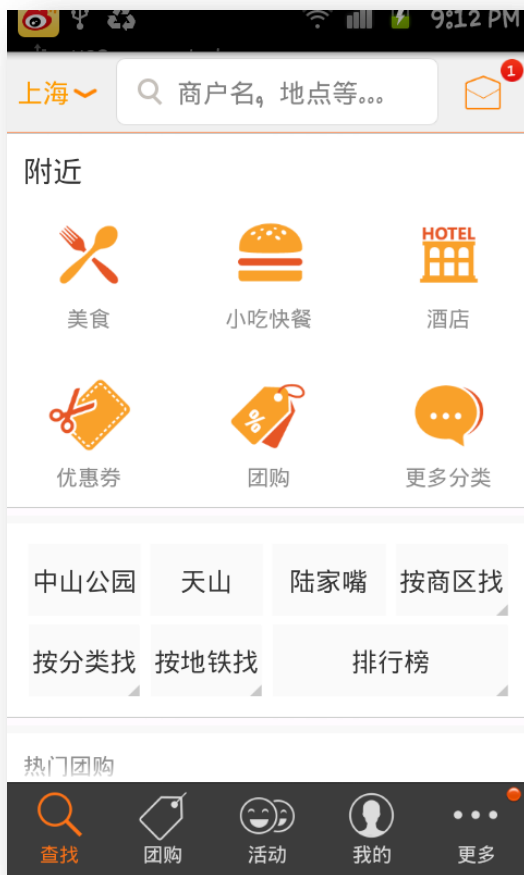 9:12 PM
上海
商户名，地点等...
1
附近
HOTEL
美食 小吃快餐 酒店
%
优惠券 团购 更多分类
中山公园 天山 陆家嘴 按商区找
按分类找 按地铁找 排行榜
热门团购
查找 团购 活动 我的 更多